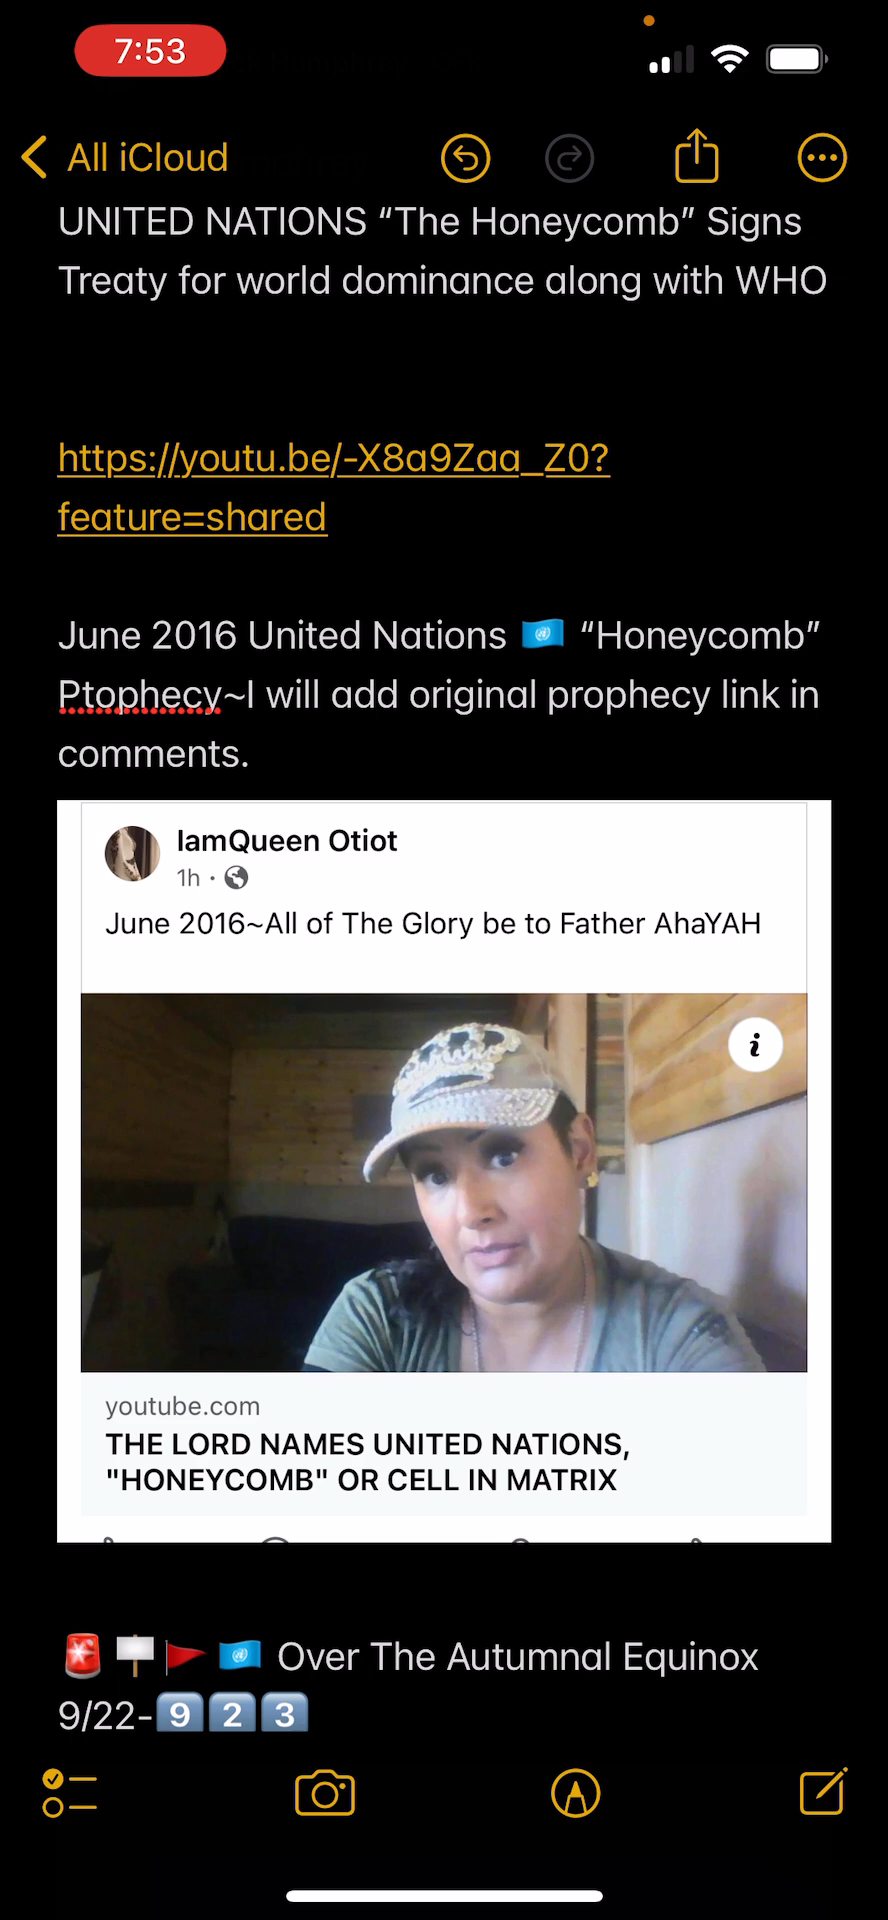 7:53
All iCloud
UNITED NATIONS “The Honeycomb” Signs
Treaty for world dominance along with WHO
https://youtu.be/-X8a9Zaa_Z0?
feature=shared
June 2016 United Nations 🇺🇳 “Honeycomb”
Ptophecy~I will add original prophecy link in
comments.
IamQueen Otiot
1h ·
June 2016~All of The Glory be to Father AhaYAH
youtube.com
THE LORD NAMES UNITED NATIONS,
"HONEYCOMB" OR CELL IN MATRIX
🚨🪧🚩🇺🇳 Over The Autumnal Equinox
9/22-9️⃣2️⃣3️⃣